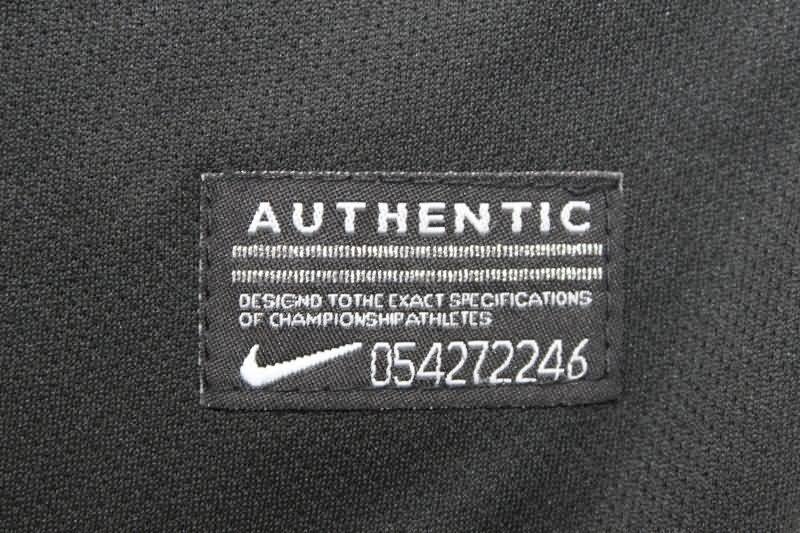 AUTHENTIC
DESIGND TO THE EXACT SPECIFICATIONS
OF CHAMPIONSHIP ATHLETES
054272246